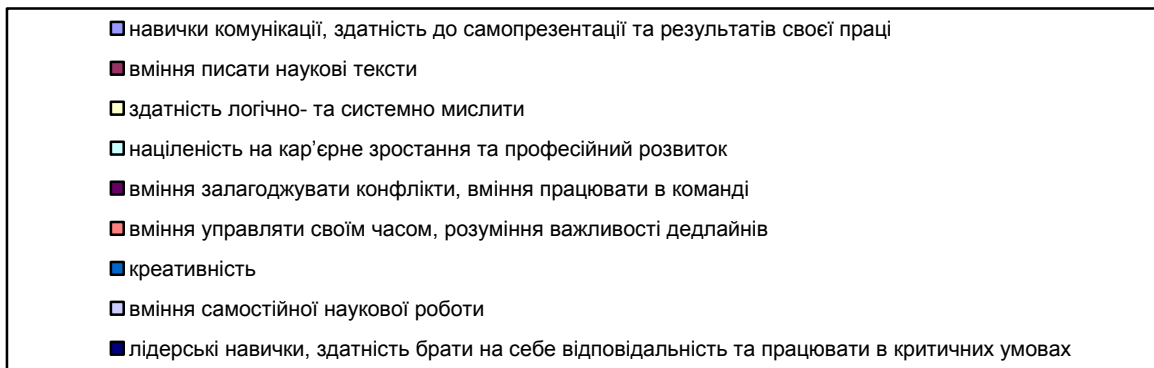 навички комунікації, здатність до самопрезентації та результатів своєї праці
вміння писати наукові тексти
здатність логічно- та системно мислити
націленість на кар’єрне зростання та професійний розвиток
вміння залагоджувати конфлікти, вміння працювати в команді
вміння управляти своїм часом, розуміння важливості дедлайнів
креативність
вміння самостійної наукової роботи
лідерські навички, здатність брати на себе відповідальність та працювати в критичних умовах